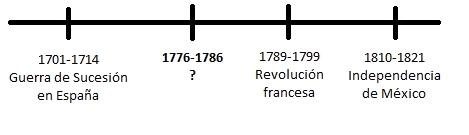 1701-1714
Guerra de Sucesión
en España
1776-1786
?
1789-1799
Revolución
francesa
1810-1821
Independencia
de México